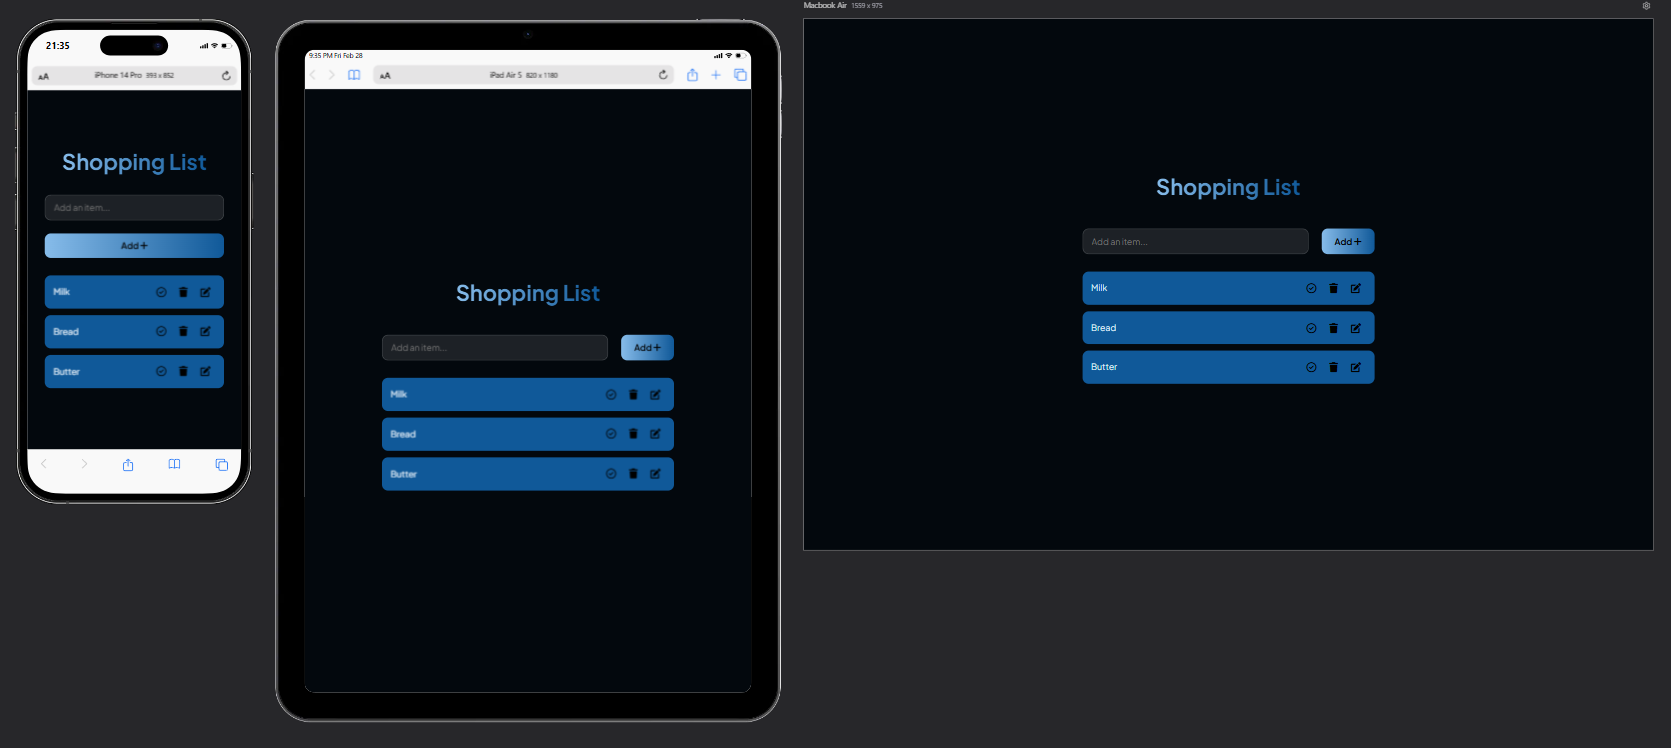 21:35
AA iPhone 14 Pro 393 x 852
Shopping List
Add an item...
Add +
Milk
Bread
Butter
9:35 PM Fri Feb 28
AA iPad Air 5 820 x 1180
Shopping List
Add an item...
Add +
Milk
Bread
Butter
Macbook Air 1559 x 975
Shopping List
Add an item...
Add +
Milk
Bread
Butter